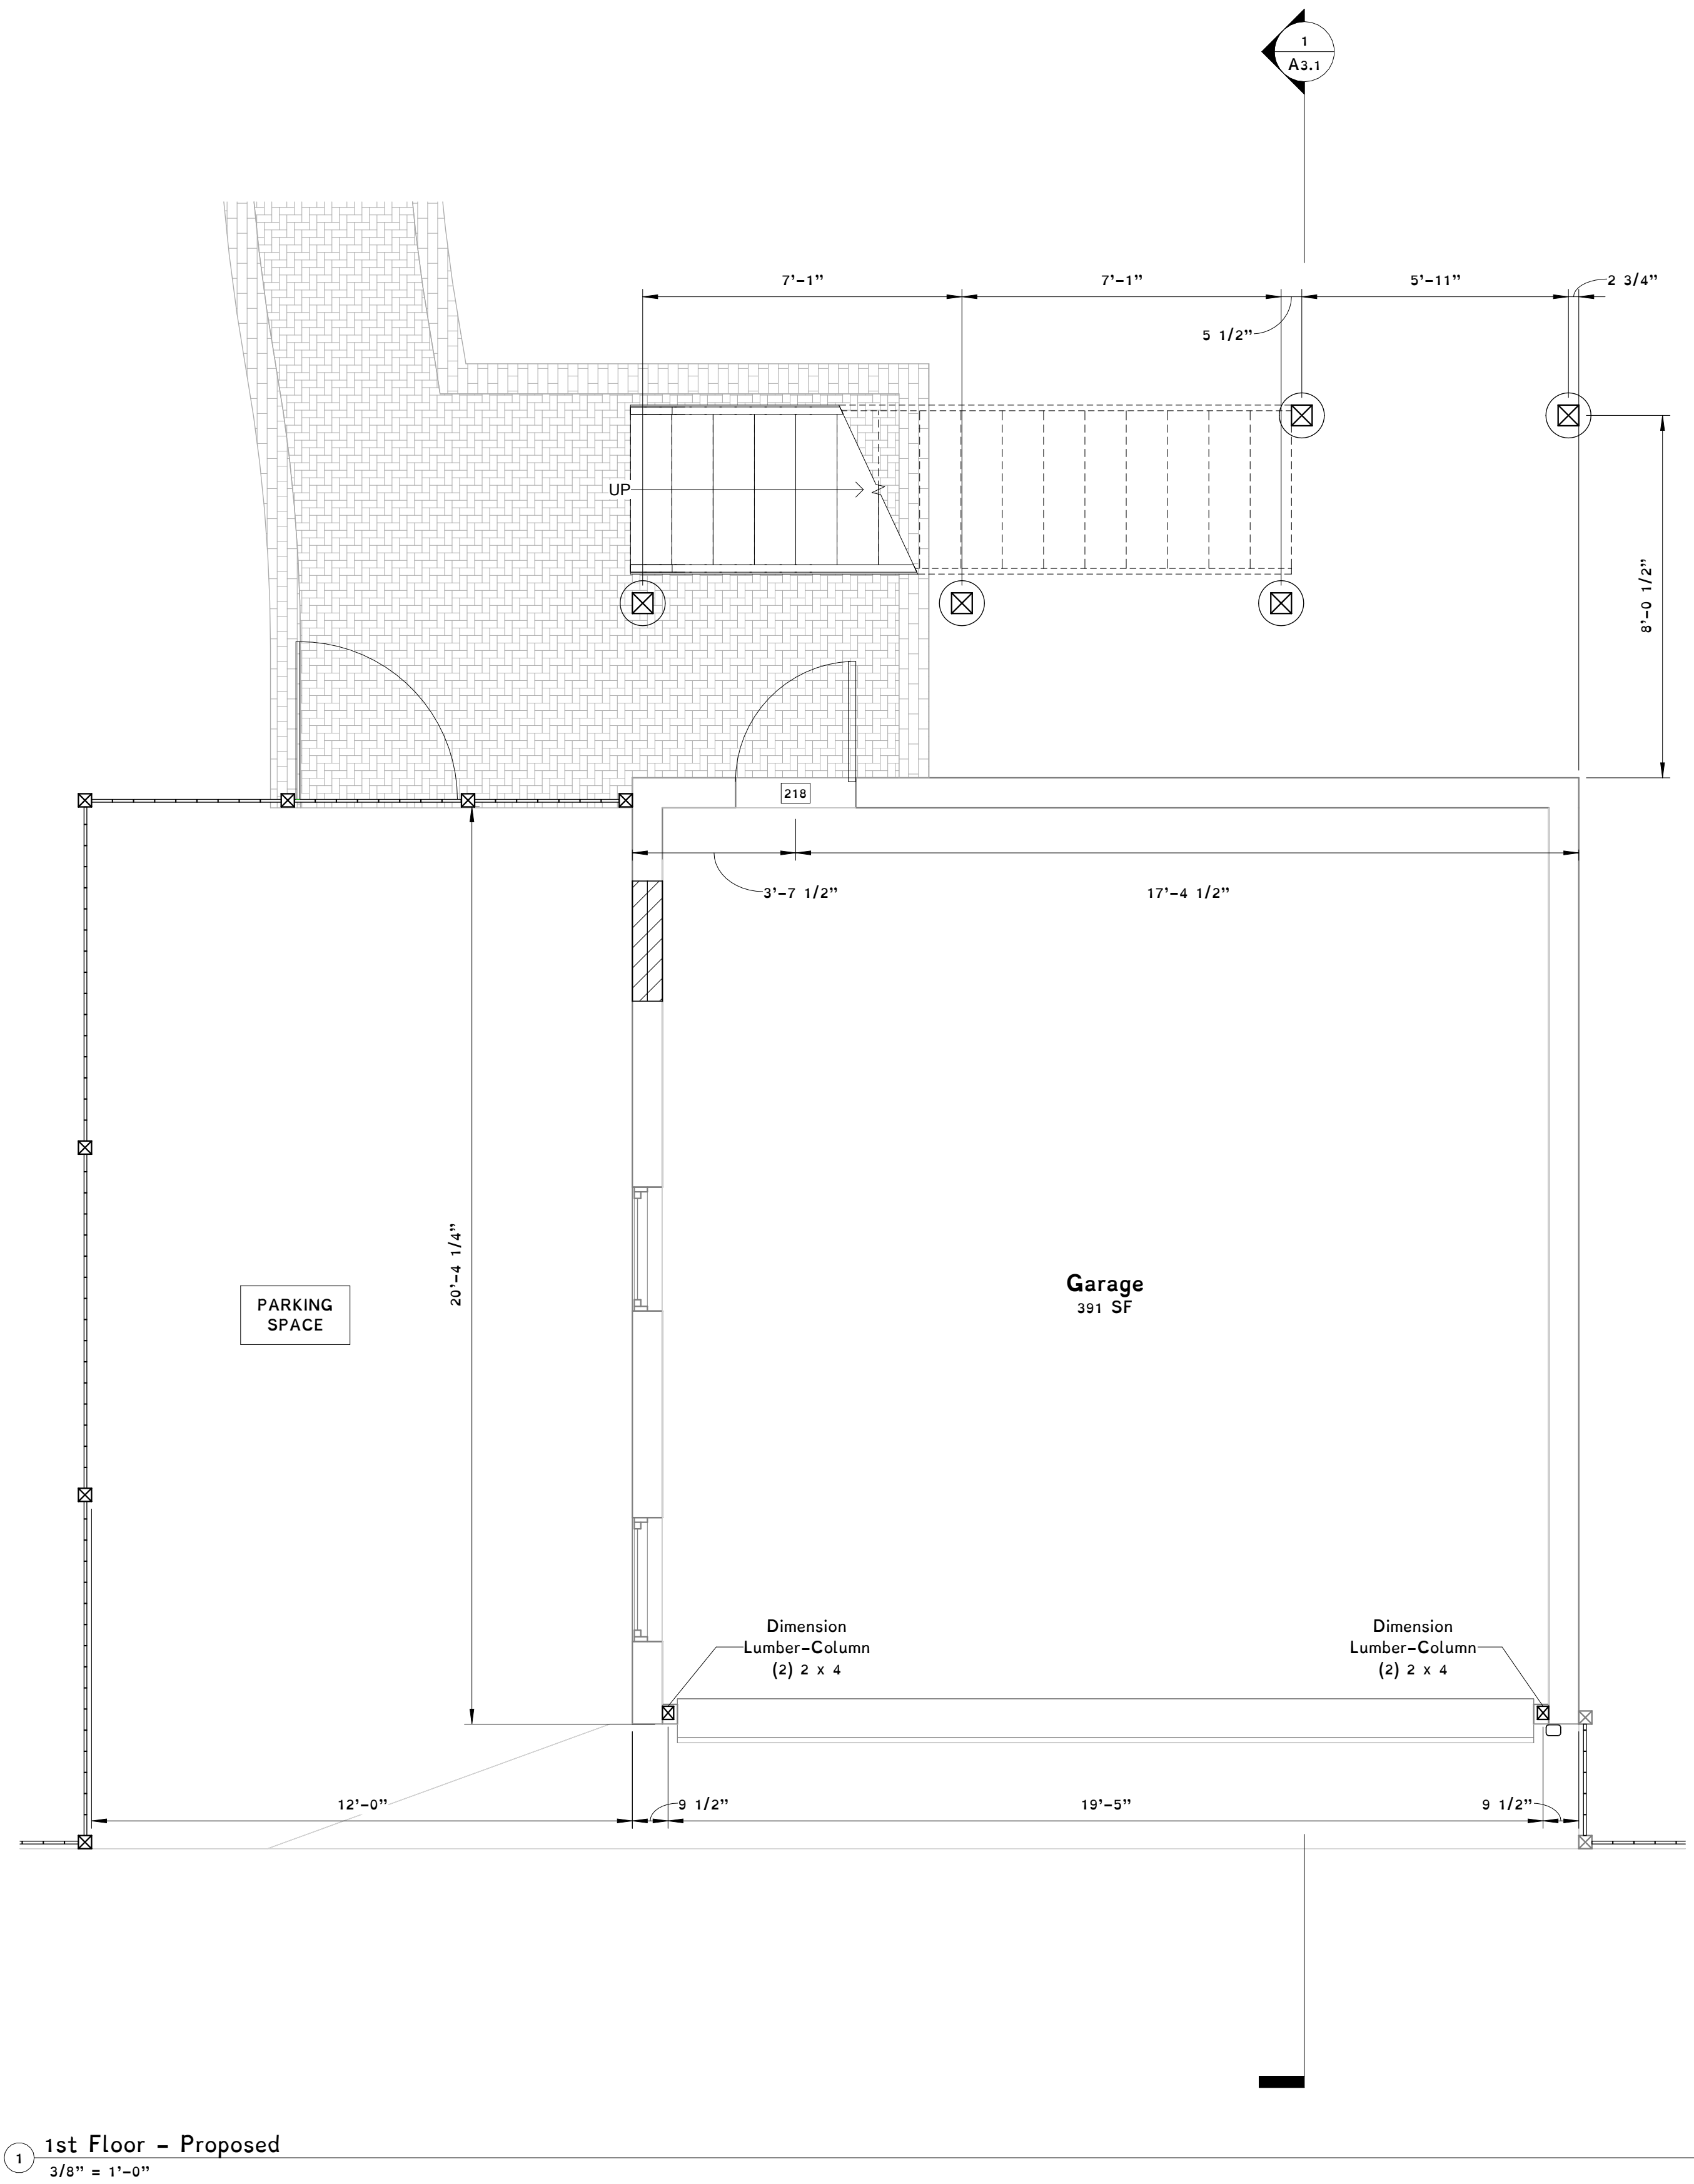 1
A3.1
7'-1"
7'-1"
5'-11"
2 3/4"
5 1/2"
UP
8'-0 1/2"
218
3'-7 1/2"
17'-4 1/2"
20'-4 1/4"
Garage
391 SF
PARKING
SPACE
Dimension
Lumber-Column
(2) 2 x 4
Dimension
Lumber-Column
(2) 2 x 4
12'-0"
9 1/2"
19'-5"
9 1/2"
1
1st Floor - Proposed
3/8" = 1'-0"